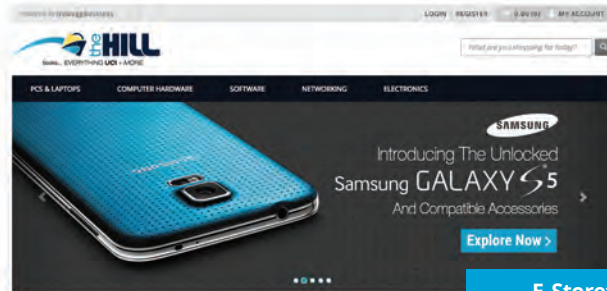 LOGIN
REGISTER
MY ACCOUNT
the HILL
books... EVERYTHING UCI + MORE
What are you shopping for today?
PCS & LAPTOPS
COMPUTER HARDWARE
SOFTWARE
NETWORKING
ELECTRONICS
SAMSUNG
Introducing The Unlocked
Samsung GALAXY S5
And Compatible Accessories
Explore Now >